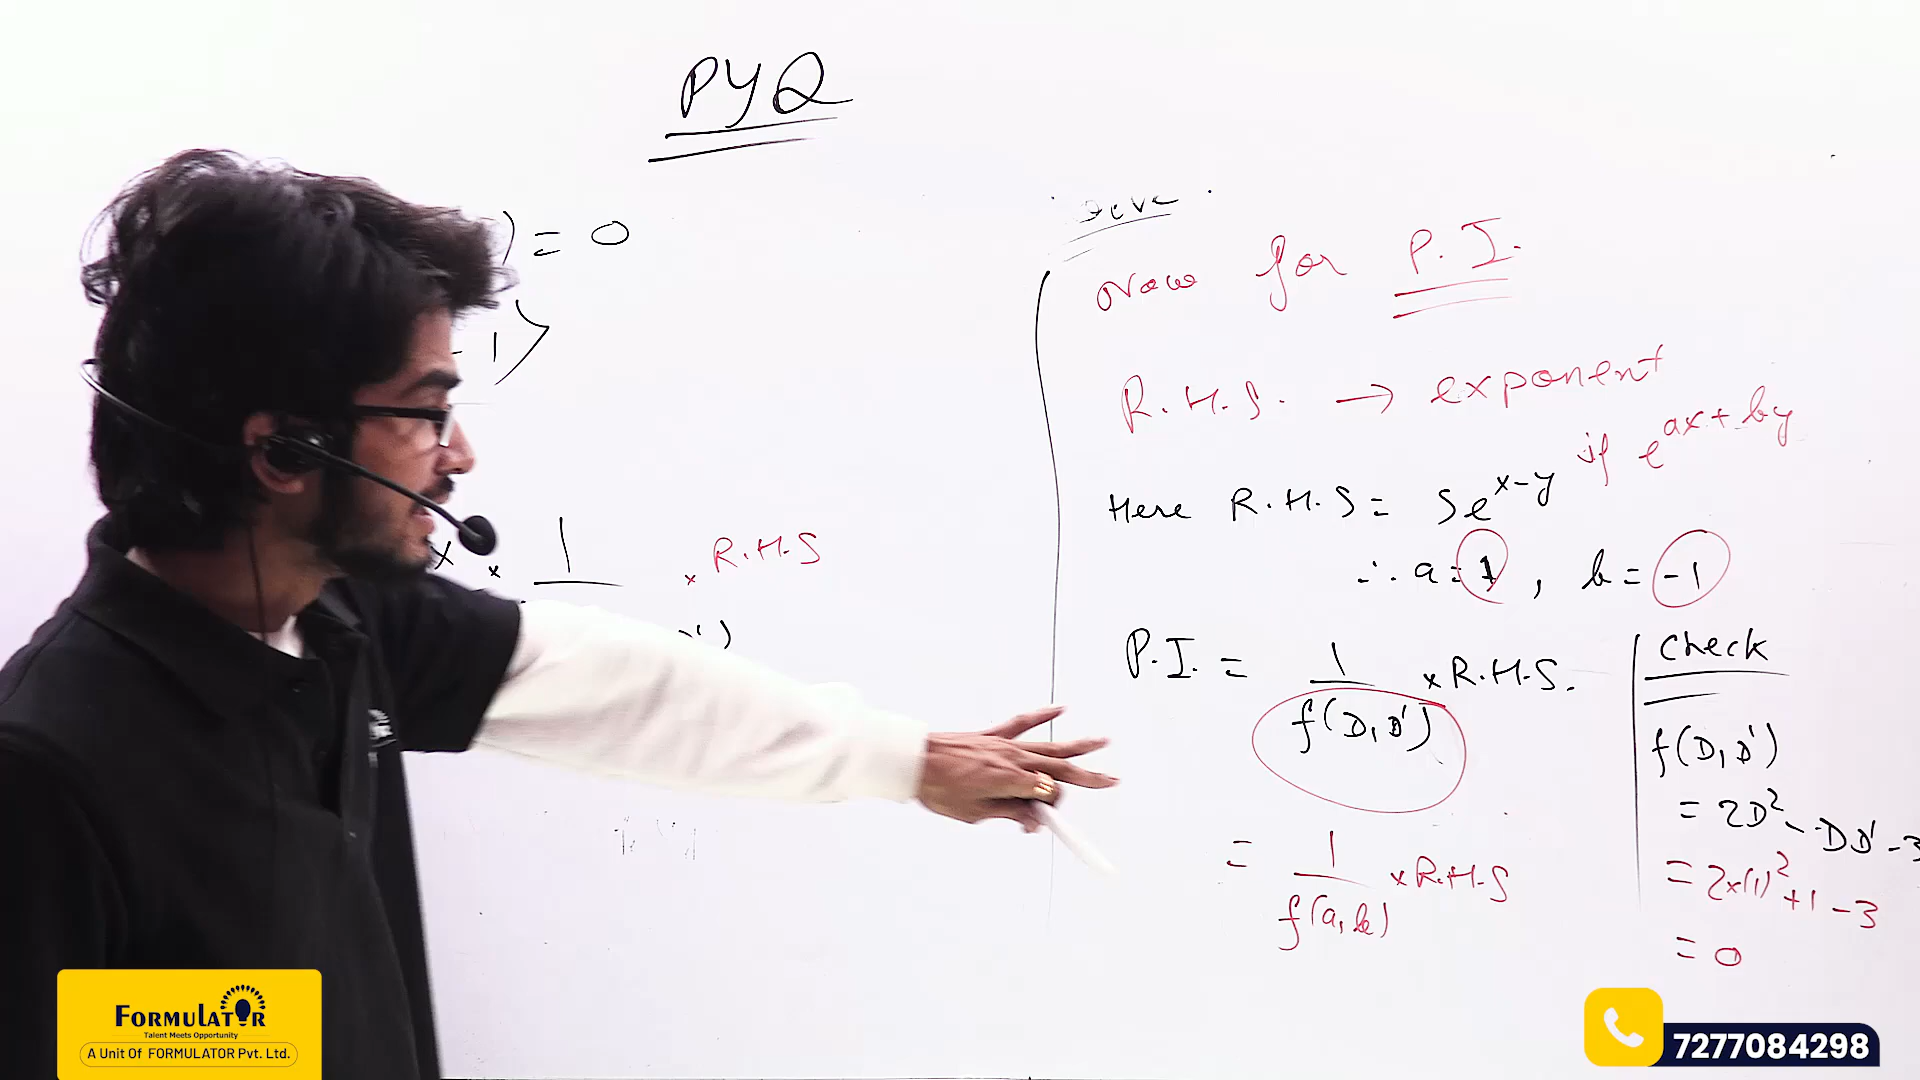 PYQ
) = 0
- 1 >
x × 1 × R.H.S
')
Now for P.I.
R.H.S. → exponent
if e^ax+by
Here R.H.S = 5e^x-y
∴ a = 1, b = -1
P.I. = 1 / f(D, D') × R.H.S.
= 1 / f(a, b) × R.H.S
Check
f(D, D')
= 2D² - DD' - 3
= 2×(1)² + 1 - 3
= 0
FORMULATOR
Talent Meets Opportunity
A Unit Of FORMULATOR Pvt. Ltd.
7277084298